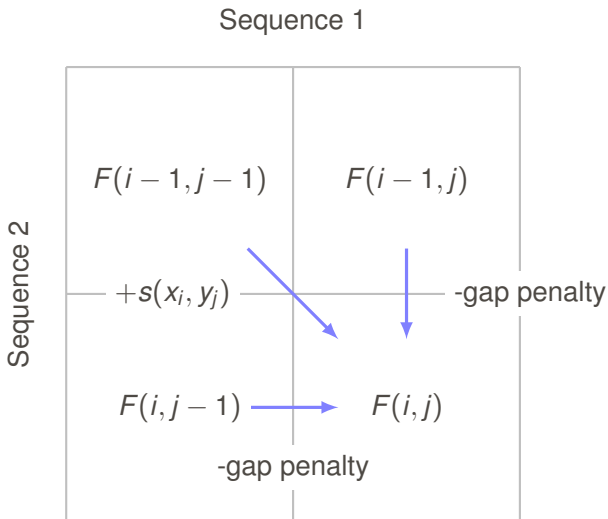 Sequence 1
Sequence 2
F(i − 1, j − 1)
F(i − 1, j)
+s(xᵢ, yⱼ)
-gap penalty
F(i, j − 1)
F(i, j)
-gap penalty